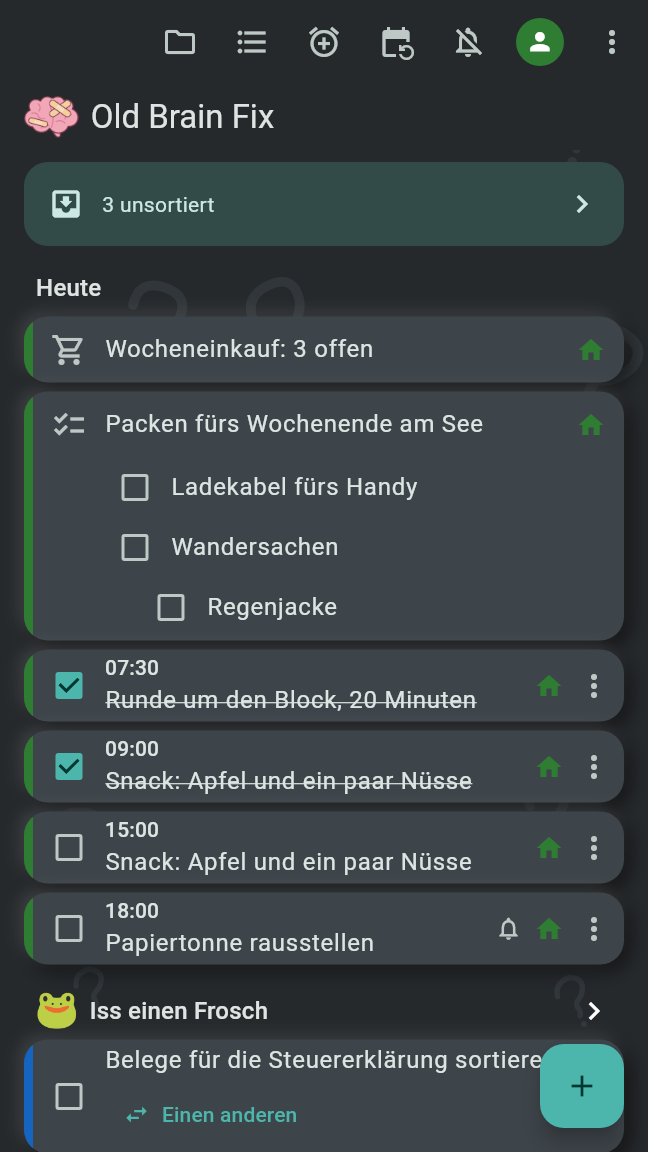 Old Brain Fix
3 unsortiert
Heute
Wocheneinkauf: 3 offen
Packen fürs Wochenende am See
Ladekabel fürs Handy
Wandersachen
Regenjacke
07:30
Runde um den Block, 20 Minuten
09:00
Snack: Apfel und ein paar Nüsse
15:00
Snack: Apfel und ein paar Nüsse
18:00
Papiertonne rausstellen
Iss einen Frosch
Belege für die Steuererklärung sortiere
Einen anderen